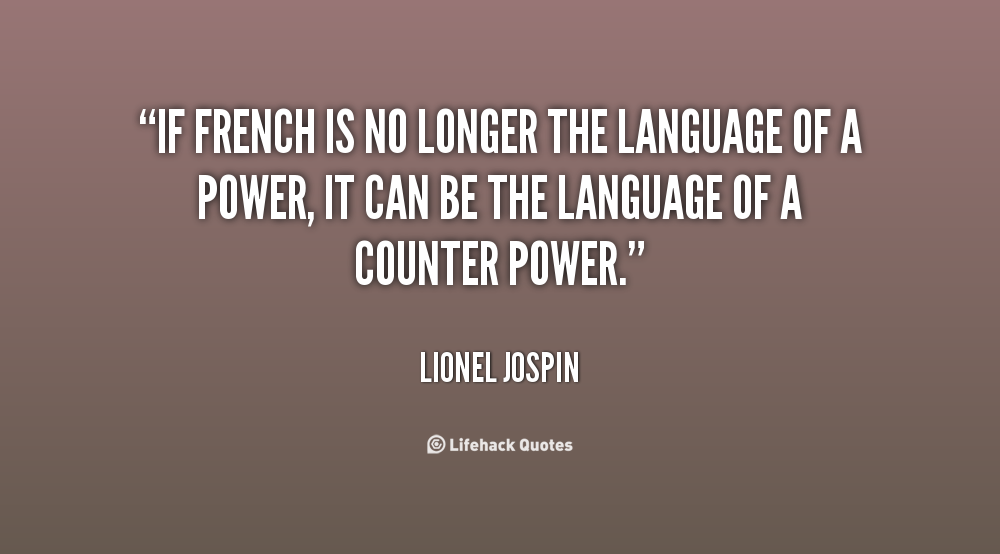 “IF FRENCH IS NO LONGER THE LANGUAGE OF A
POWER, IT CAN BE THE LANGUAGE OF A
COUNTER POWER.”
LIONEL JOSPIN
Lifehack Quotes